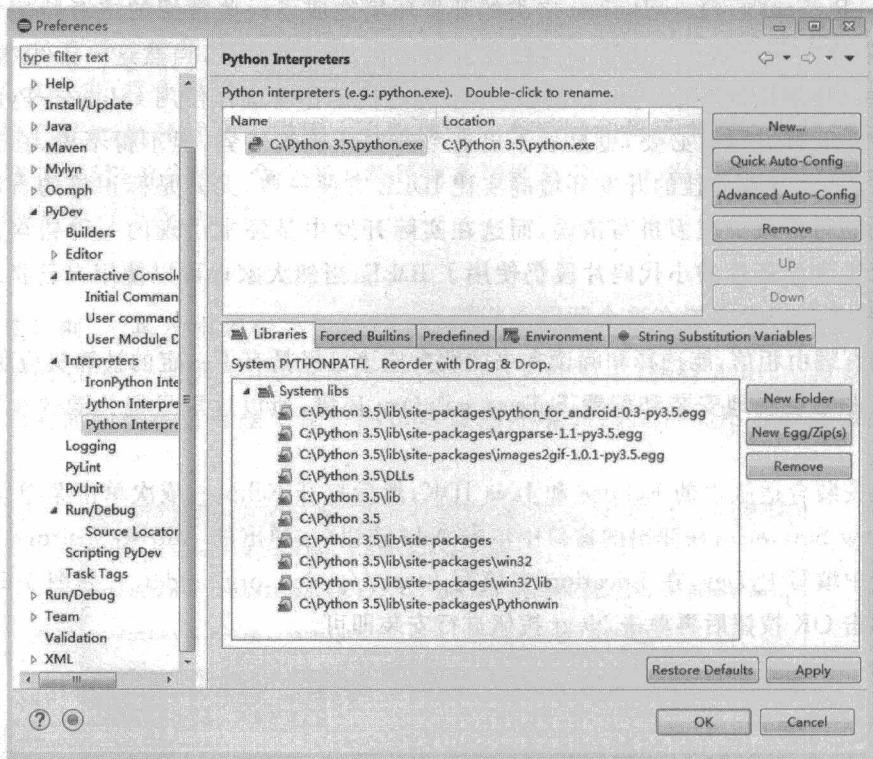 Preferences
type filter text
Help
Install/Update
Java
Maven
Mylyn
Oomph
PyDev
Builders
Editor
Interactive Consol
Initial Comman
User command
User Module D
Interpreters
IronPython Inte
Jython Interpre
Python Interpre
Logging
PyLint
PyUnit
Run/Debug
Source Locator
Scripting PyDev
Task Tags
Run/Debug
Team
Validation
XML
Python Interpreters
Python interpreters (e.g.: python.exe). Double-click to rename.
Name Location
C:\Python 3.5\python.exe C:\Python 3.5\python.exe
New...
Quick Auto-Config
Advanced Auto-Config
Remove
Up
Down
Libraries Forced Builtins Predefined Environment String Substitution Variables
System PYTHONPATH. Reorder with Drag & Drop.
System libs
C:\Python 3.5\lib\site-packages\python_for_android-0.3-py3.5.egg
C:\Python 3.5\lib\site-packages\argparse-1.1-py3.5.egg
C:\Python 3.5\lib\site-packages\images2gif-1.0.1-py3.5.egg
C:\Python 3.5\DLLs
C:\Python 3.5\lib
C:\Python 3.5
C:\Python 3.5\lib\site-packages
C:\Python 3.5\lib\site-packages\win32
C:\Python 3.5\lib\site-packages\win32\lib
C:\Python 3.5\lib\site-packages\Pythonwin
New Folder
New Egg/Zip(s)
Remove
Restore Defaults Apply
OK Cancel